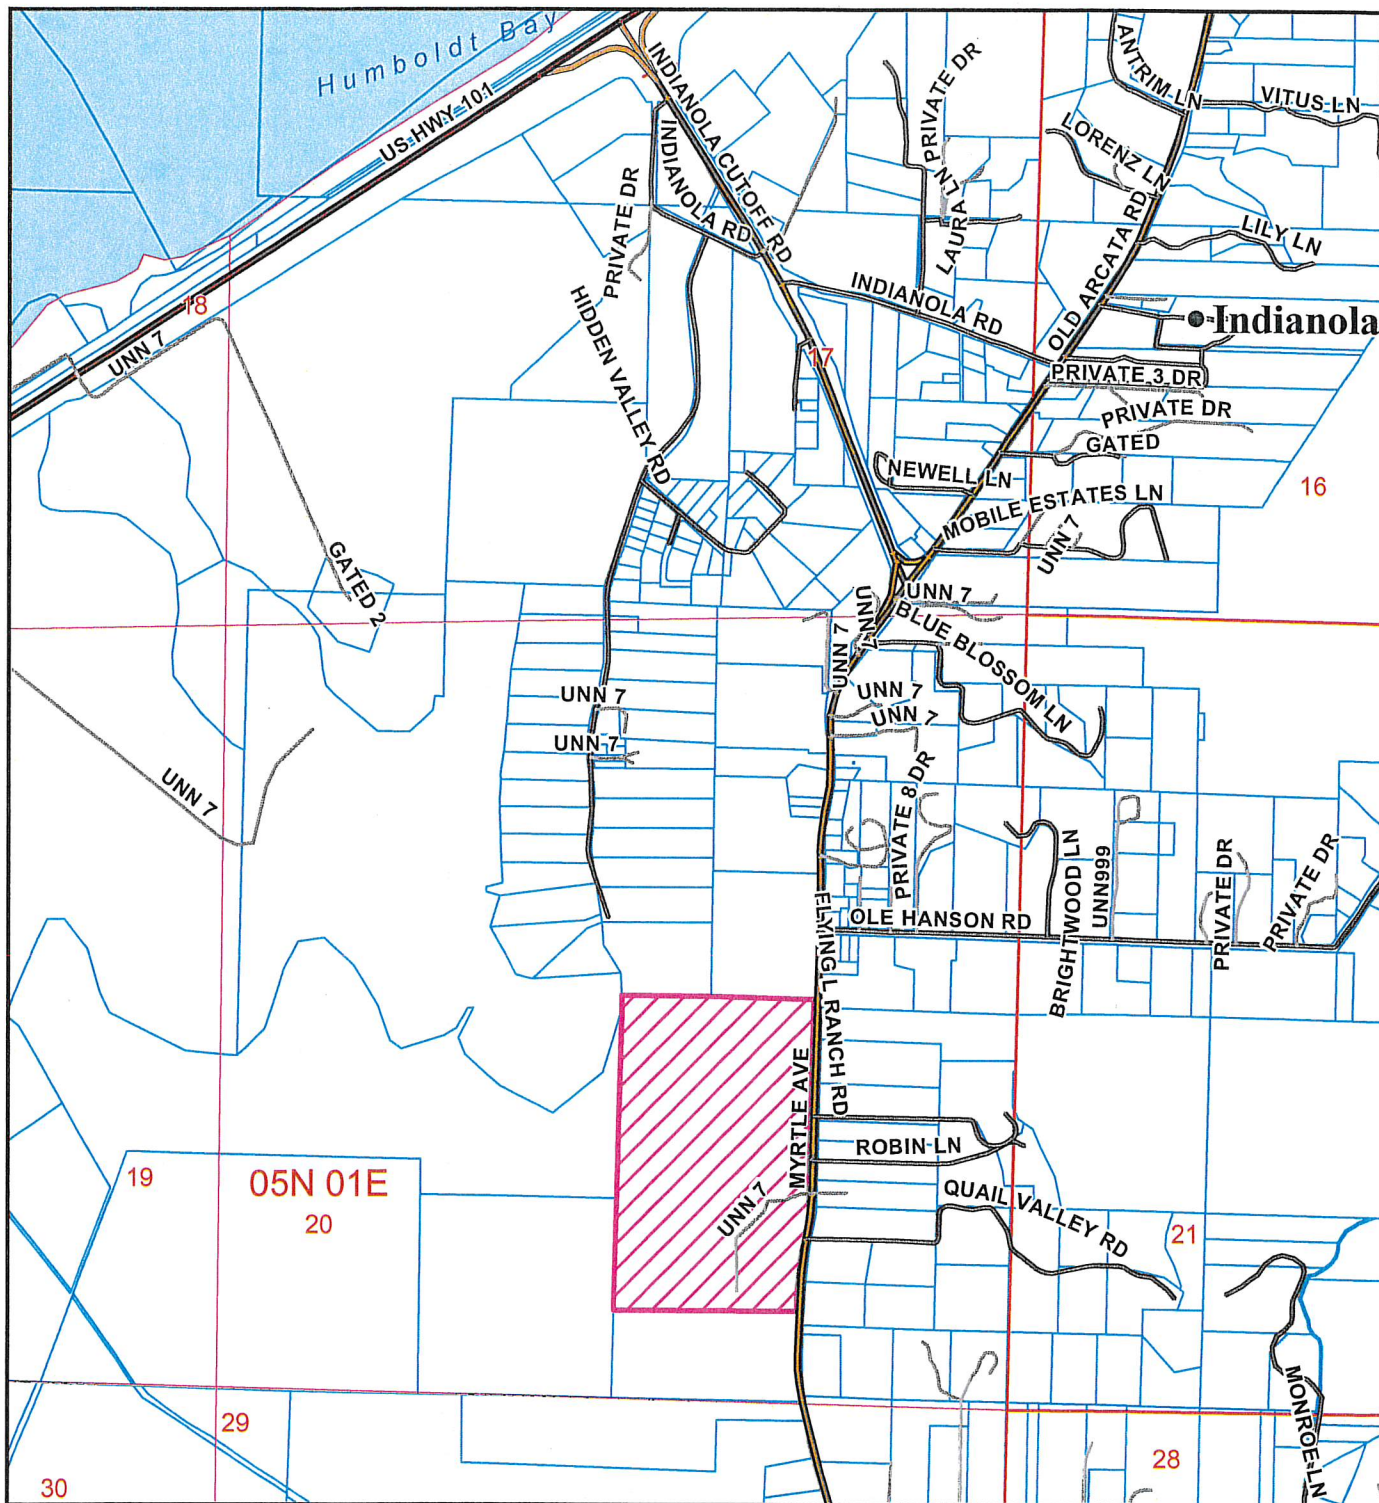 Humboldt Bay
US HWY 101
INDIANOLA CUTOFF RD
INDIANOLA RD
PRIVATE DR
HIDDEN VALLEY RD
PRIVATE DR
LAURA LN
ANTRIM LN
VITUS LN
LORENZ LN
LILY LN
OLD ARCATA RD
INDIANOLA RD
Indianola
18
UNN 7
17
PRIVATE 3 DR
PRIVATE DR
GATED
NEWELL LN
16
MOBILE ESTATES LN
UNN 7
GATED 2
UNN 7
UNN 7
UNN 7
BLUE BLOSSOM LN
UNN 7
UNN 7
UNN 7
UNN 7
UNN 7
PRIVATE 8 DR
BRIGHTWOOD LN
UNN999
PRIVATE DR
PRIVATE DR
OLE HANSON RD
FLYING L RANCH RD
MYRTLE AVE
ROBIN LN
19
05N 01E
20
UNN 7
QUAIL VALLEY RD
21
MONROE LN
29
28
30